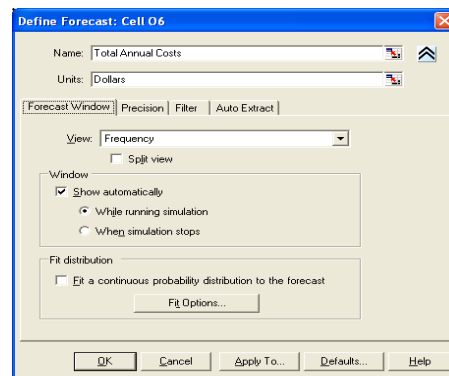 Define Forecast: Cell O6
Name: Total Annual Costs
Units: Dollars
Forecast Window Precision Filter Auto Extract
View: Frequency
Split view
Window
Show automatically
While running simulation
When simulation stops
Fit distribution
Fit a continuous probability distribution to the forecast
Fit Options...
OK Cancel Apply To... Defaults... Help